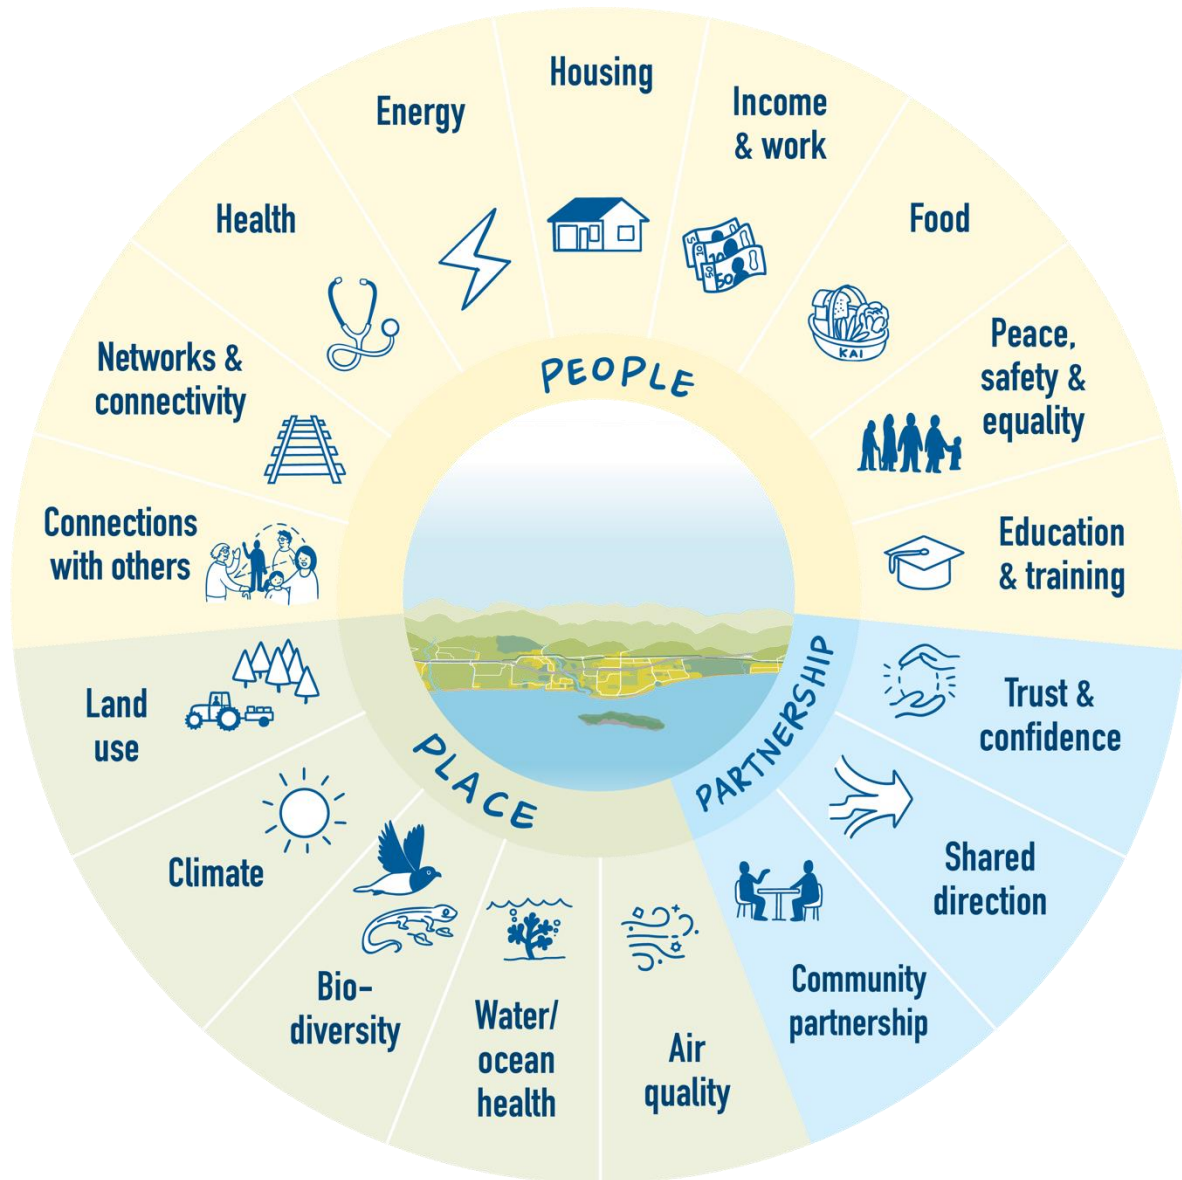 Housing
Income
& work
Food
Peace,
safety &
equality
Education
& training
Trust &
confidence
Shared
direction
Community
partnership
Air
quality
Water/
ocean
health
Bio-
diversity
Climate
Land
use
Connections
with others
Networks &
connectivity
Health
Energy
PEOPLE
PARTNERSHIP
PLACE
KAI
50